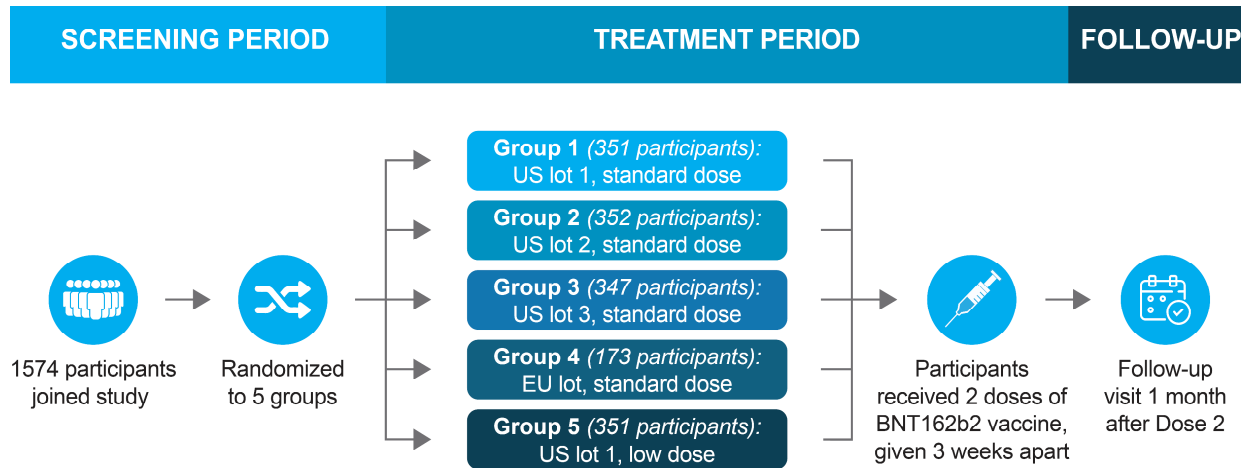 SCREENING PERIOD
TREATMENT PERIOD
FOLLOW-UP
1574 participants
joined study
Randomized
to 5 groups
Group 1 (351 participants):
US lot 1, standard dose
Group 2 (352 participants):
US lot 2, standard dose
Group 3 (347 participants):
US lot 3, standard dose
Group 4 (173 participants):
EU lot, standard dose
Group 5 (351 participants):
US lot 1, low dose
Participants
received 2 doses of
BNT162b2 vaccine,
given 3 weeks apart
Follow-up
visit 1 month
after Dose 2